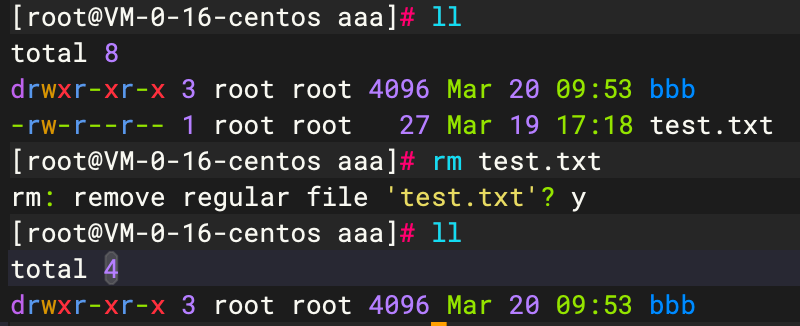 [root@VM-0-16-centos aaa]# ll
total 8
drwxr-xr-x 3 root root 4096 Mar 20 09:53 bbb
-rw-r--r-- 1 root root   27 Mar 19 17:18 test.txt
[root@VM-0-16-centos aaa]# rm test.txt
rm: remove regular file 'test.txt'? y
[root@VM-0-16-centos aaa]# ll
total 4
drwxr-xr-x 3 root root 4096 Mar 20 09:53 bbb